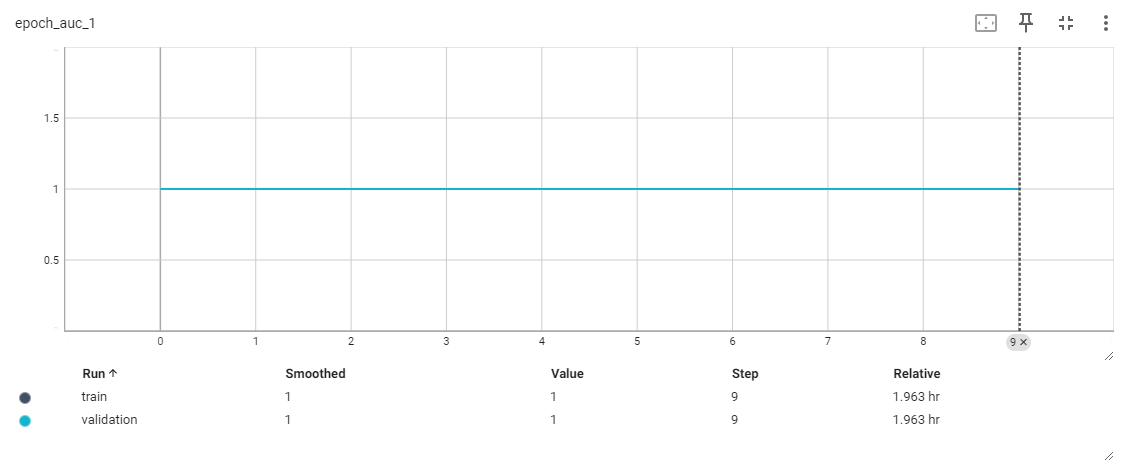 epoch_auc_1
1.5
1
0.5
0 1 2 3 4 5 6 7 8 9 ×
Run ↑ Smoothed Value Step Relative
train 1 1 9 1.963 hr
validation 1 1 9 1.963 hr